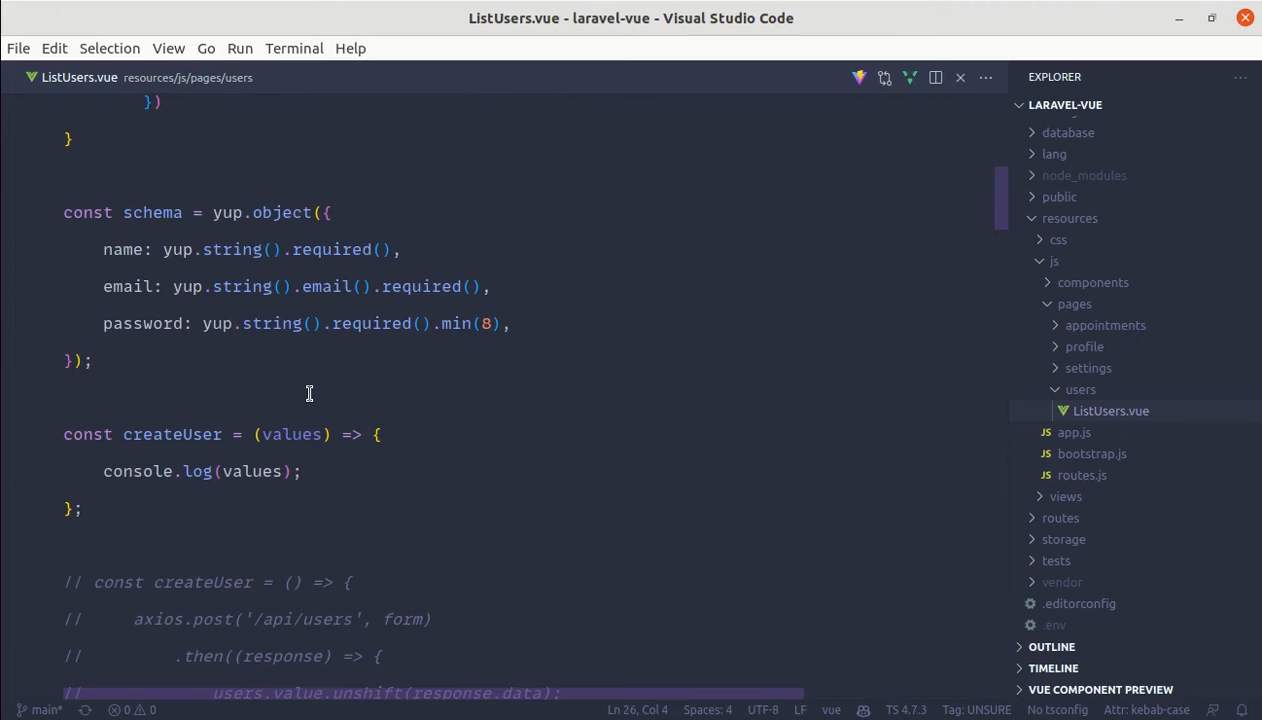 ListUsers.vue - laravel-vue - Visual Studio Code
File Edit Selection View Go Run Terminal Help
ListUsers.vue resources/js/pages/users
})
}
const schema = yup.object({
name: yup.string().required(),
email: yup.string().email().required(),
password: yup.string().required().min(8),
});
const createUser = (values) => {
console.log(values);
};
// const createUser = () => {
//     axios.post('/api/users', form)
//         .then((response) => {
//             users.value.unshift(response.data);
EXPLORER
LARAVEL-VUE
database
lang
node_modules
public
resources
css
js
components
pages
appointments
profile
settings
users
ListUsers.vue
app.js
bootstrap.js
routes.js
views
routes
storage
tests
vendor
.editorconfig
.env
OUTLINE
TIMELINE
VUE COMPONENT PREVIEW
main* 0 0 Ln 26, Col 4 Spaces: 4 UTF-8 LF vue TS 4.7.3 Tag: UNSURE No tsconfig Attr: kebab-case